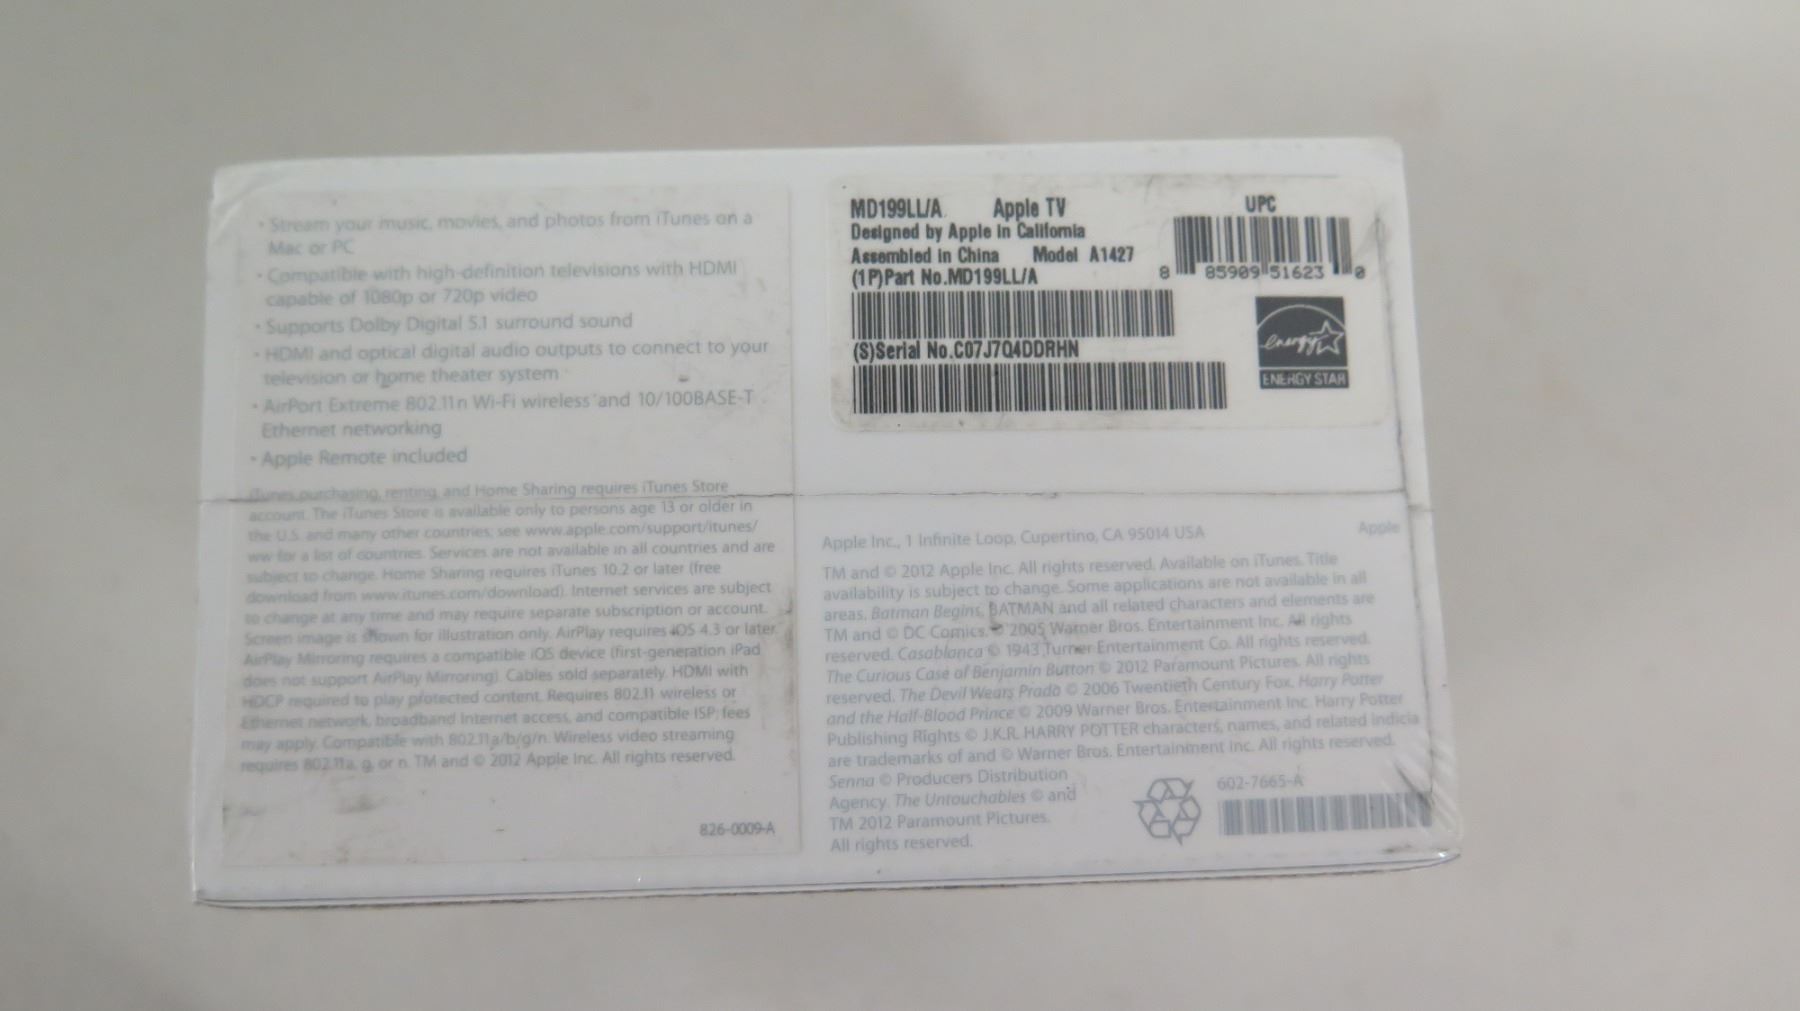 • Stream your music, movies, and photos from iTunes on a
Mac or PC
• Compatible with high-definition televisions with HDMI
capable of 1080p or 720p video
• Supports Dolby Digital 5.1 surround sound
• HDMI and optical digital audio outputs to connect to your
television or home theater system
• AirPort Extreme 802.11n Wi-Fi wireless and 10/100BASE-T
Ethernet networking
• Apple Remote included
iTunes purchasing, renting, and Home Sharing requires iTunes Store
account. The iTunes Store is available only to persons age 13 or older in
the U.S. and many other countries; see www.apple.com/support/itunes/
ww for a list of countries. Services are not available in all countries and are
subject to change. Home Sharing requires iTunes 10.2 or later (free
download from www.itunes.com/download). Internet services are subject
to change at any time and may require separate subscription or account.
Screen image is shown for illustration only. AirPlay requires iOS 4.3 or later.
AirPlay Mirroring requires a compatible iOS device (first-generation iPad
does not support AirPlay Mirroring). Cables sold separately. HDMI with
HDCP required to play protected content. Requires 802.11 wireless or
Ethernet network, broadband Internet access, and compatible ISP; fees
may apply. Compatible with 802.11a/b/g/n. Wireless video streaming
requires 802.11a, g, or n. TM and © 2012 Apple Inc. All rights reserved.
826-0009-A
MD199LL/A Apple TV
Designed by Apple in California
Assembled in China Model A1427
(1P)Part No.MD199LL/A
(S)Serial No.C07J7Q4DDRHN
UPC
8 85909 51623 0
energy
ENERGY STAR
Apple Inc., 1 Infinite Loop, Cupertino, CA 95014 USA
Apple
TM and © 2012 Apple Inc. All rights reserved. Available on iTunes. Title
availability is subject to change. Some applications are not available in all
areas. Batman Begins, BATMAN and all related characters and elements are
TM and © DC Comics. © 2005 Warner Bros. Entertainment Inc. All rights
reserved. Casablanca © 1943 Turner Entertainment Co. All rights reserved.
The Curious Case of Benjamin Button © 2012 Paramount Pictures. All rights
reserved. The Devil Wears Prada © 2006 Twentieth Century Fox. Harry Potter
and the Half-Blood Prince © 2009 Warner Bros. Entertainment Inc. Harry Potter
Publishing Rights © J.K.R. HARRY POTTER characters, names, and related indicia
are trademarks of and © Warner Bros. Entertainment Inc. All rights reserved.
Senna © Producers Distribution
Agency. The Untouchables © and
TM 2012 Paramount Pictures.
All rights reserved.
602-7665-A